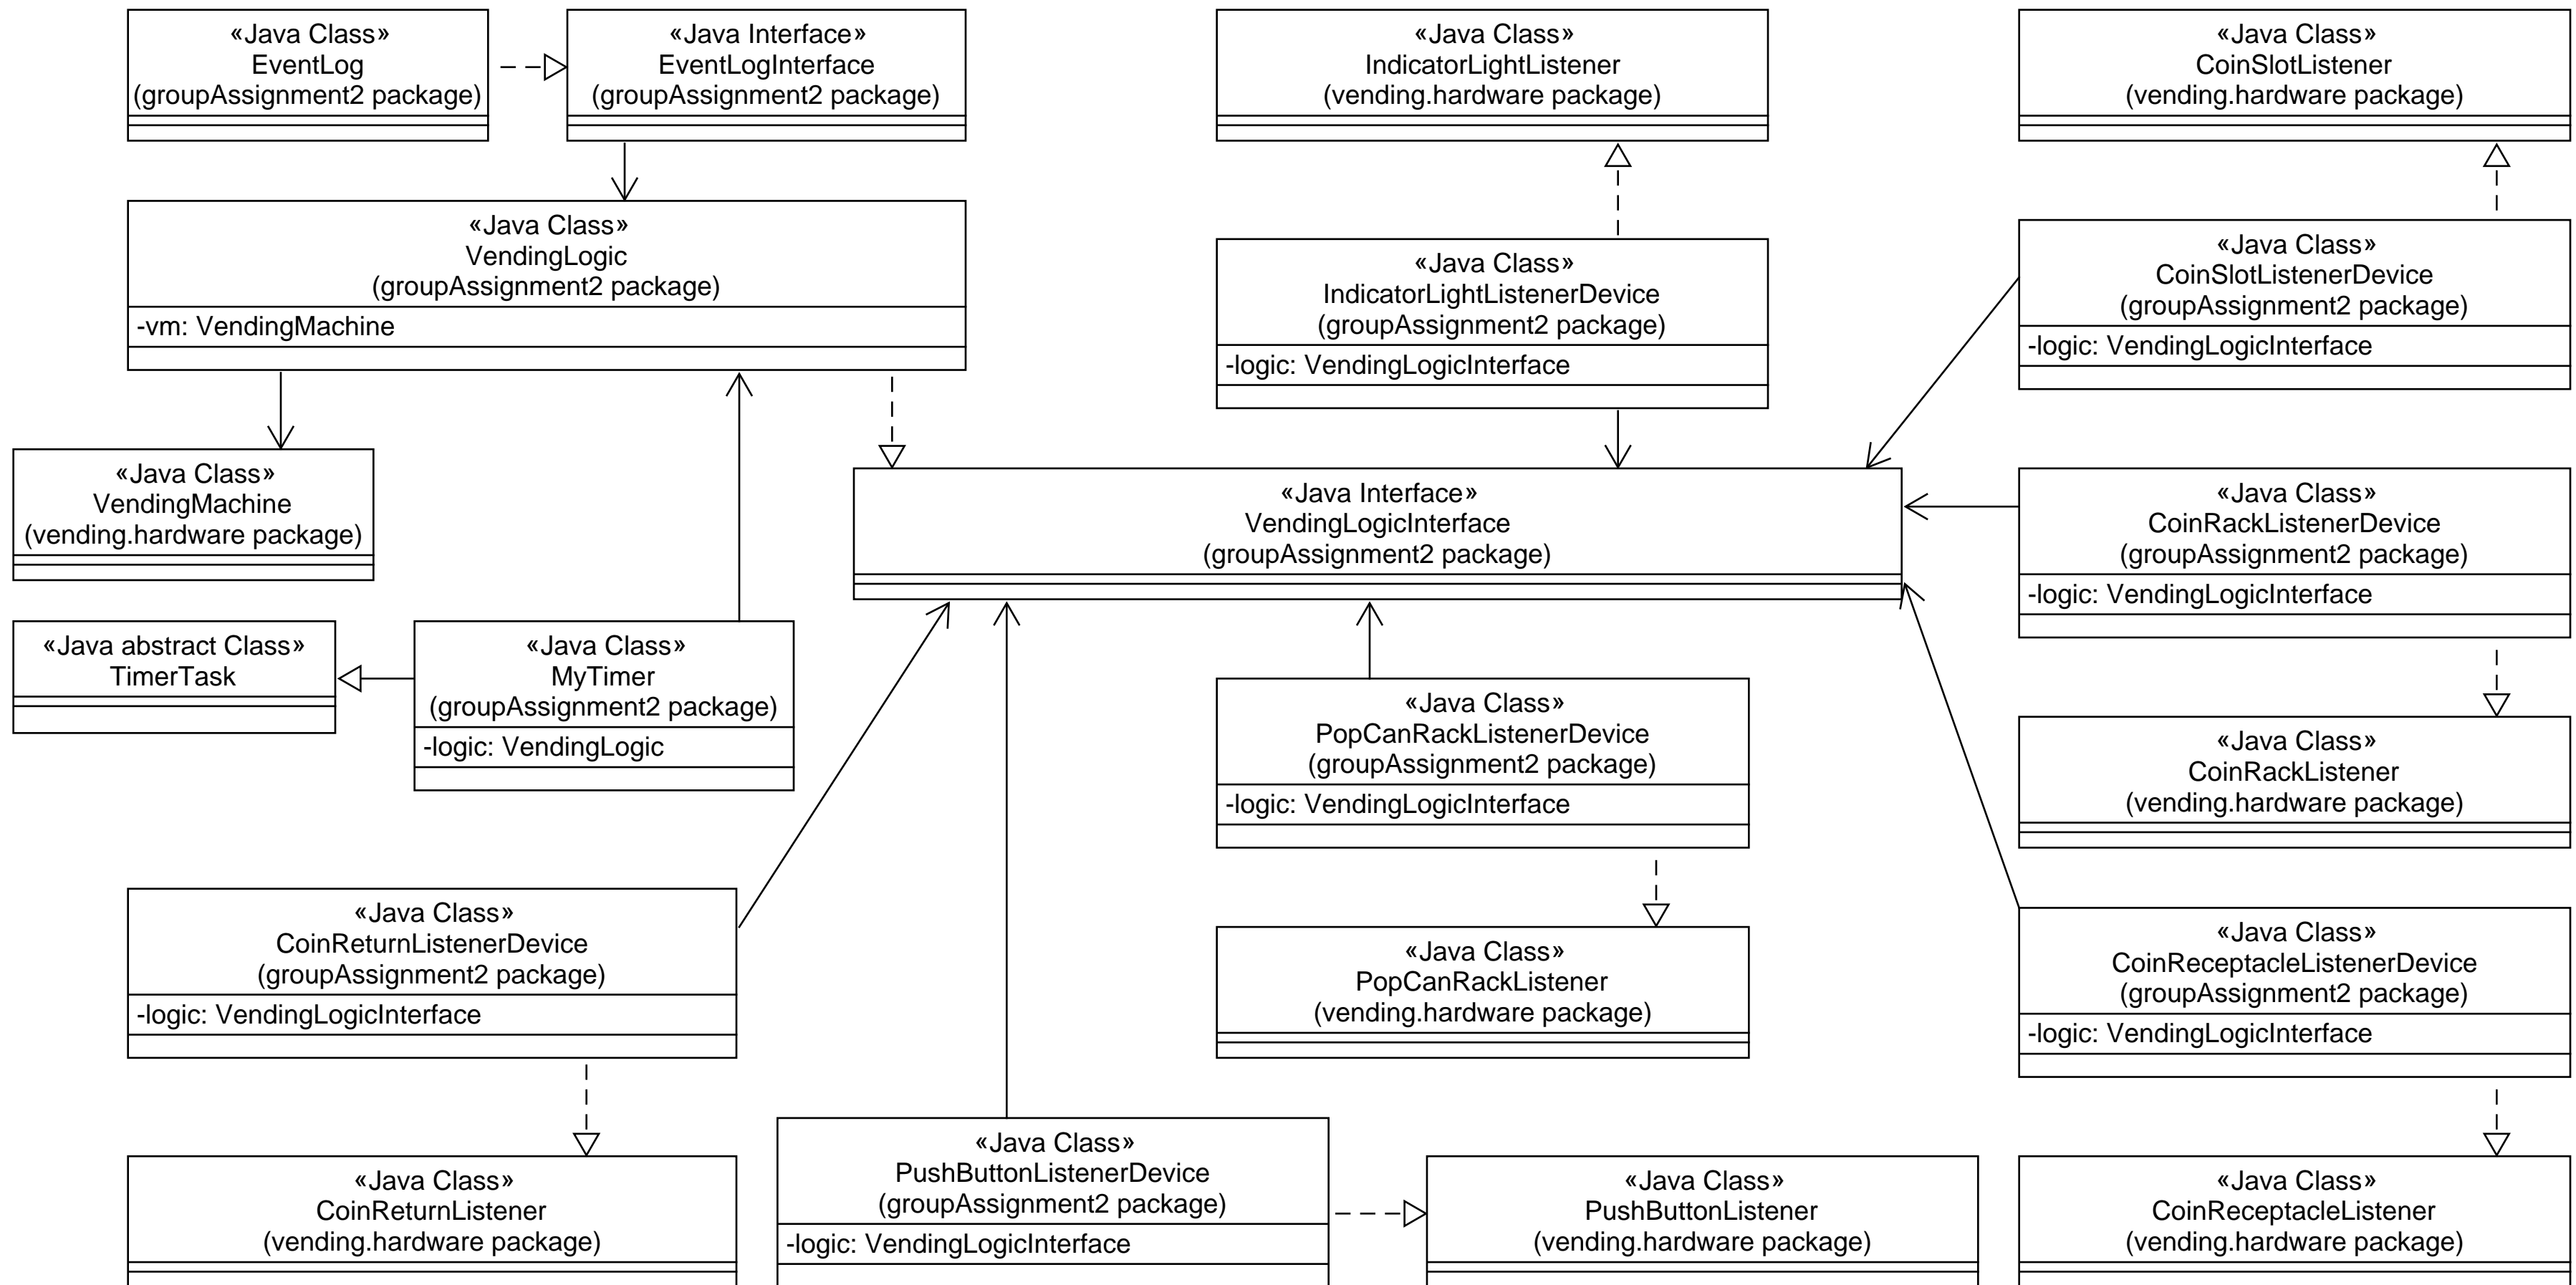 «Java Class»
EventLog
(groupAssignment2 package)
«Java Interface»
EventLogInterface
(groupAssignment2 package)
«Java Class»
IndicatorLightListener
(vending.hardware package)
«Java Class»
CoinSlotListener
(vending.hardware package)
«Java Class»
VendingLogic
(groupAssignment2 package)
-vm: VendingMachine
«Java Class»
IndicatorLightListenerDevice
(groupAssignment2 package)
-logic: VendingLogicInterface
«Java Class»
CoinSlotListenerDevice
(groupAssignment2 package)
-logic: VendingLogicInterface
«Java Class»
VendingMachine
(vending.hardware package)
«Java Interface»
VendingLogicInterface
(groupAssignment2 package)
«Java Class»
CoinRackListenerDevice
(groupAssignment2 package)
-logic: VendingLogicInterface
«Java abstract Class»
TimerTask
«Java Class»
MyTimer
(groupAssignment2 package)
-logic: VendingLogic
«Java Class»
PopCanRackListenerDevice
(groupAssignment2 package)
-logic: VendingLogicInterface
«Java Class»
CoinRackListener
(vending.hardware package)
«Java Class»
CoinReturnListenerDevice
(groupAssignment2 package)
-logic: VendingLogicInterface
«Java Class»
PopCanRackListener
(vending.hardware package)
«Java Class»
CoinReceptacleListenerDevice
(groupAssignment2 package)
-logic: VendingLogicInterface
«Java Class»
CoinReturnListener
(vending.hardware package)
«Java Class»
PushButtonListenerDevice
(groupAssignment2 package)
-logic: VendingLogicInterface
«Java Class»
PushButtonListener
(vending.hardware package)
«Java Class»
CoinReceptacleListener
(vending.hardware package)